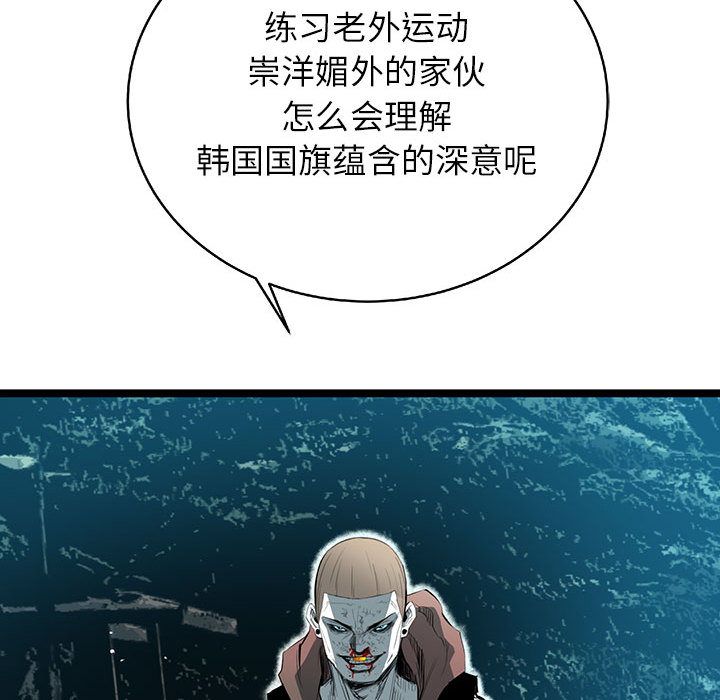 练习老外运动
崇洋媚外的家伙
怎么会理解
韩国国旗蕴含的深意呢